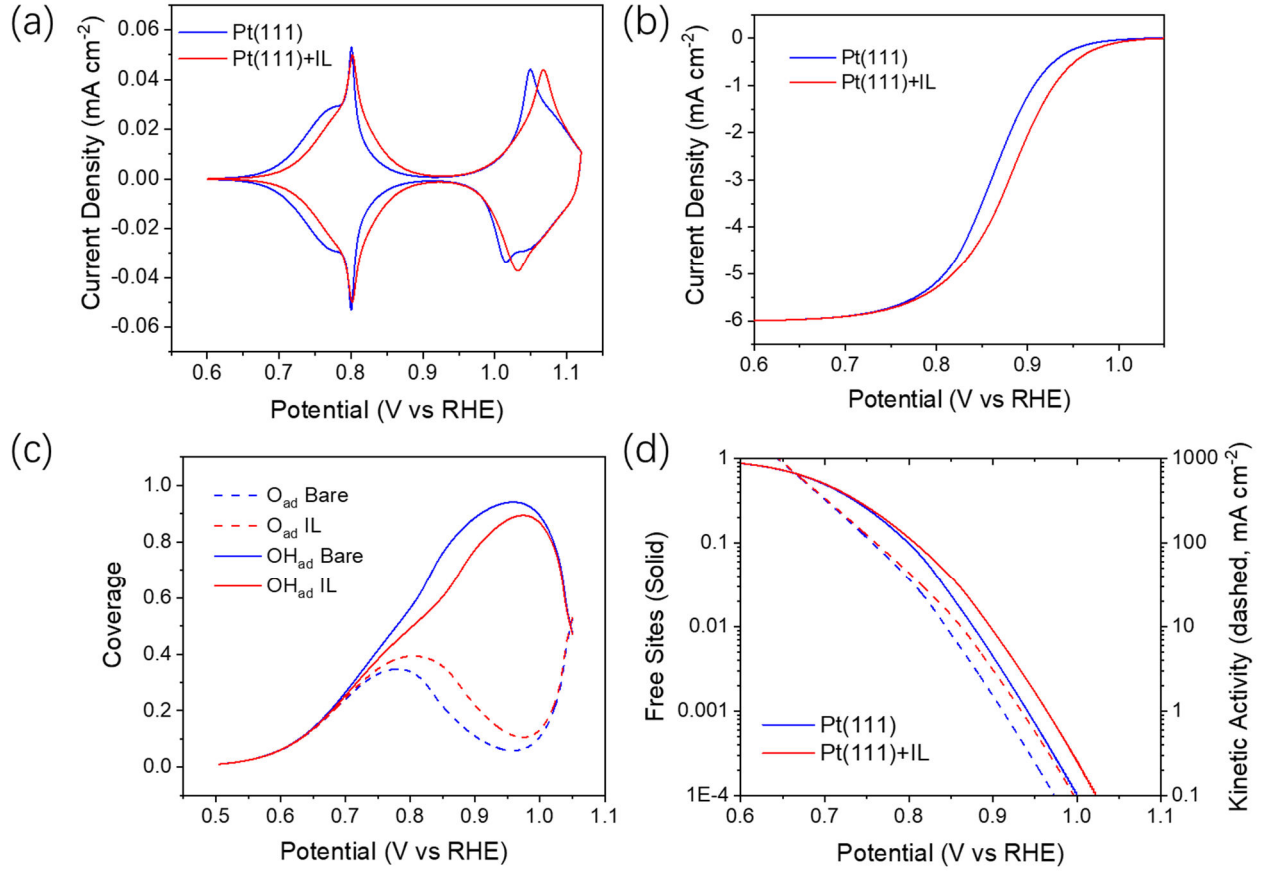 (a)
Pt(111)
Pt(111)+IL
0.06
0.04
0.02
0.00
-0.02
-0.04
-0.06
Current Density (mA cm-2)
0.6 0.7 0.8 0.9 1.0 1.1
Potential (V vs RHE)
(b)
Pt(111)
Pt(111)+IL
0
-1
-2
-3
-4
-5
-6
Current Density (mA cm-2)
0.6 0.7 0.8 0.9 1.0
Potential (V vs RHE)
(c)
Oad Bare
Oad IL
OHad Bare
OHad IL
1.0
0.8
0.6
0.4
0.2
0.0
Coverage
0.5 0.6 0.7 0.8 0.9 1.0 1.1
Potential (V vs RHE)
(d)
1
0.1
0.01
0.001
1E-4
Free Sites (Solid)
Pt(111)
Pt(111)+IL
1000
100
10
1
0.1
Kinetic Activity (dashed, mA cm-2)
0.6 0.7 0.8 0.9 1.0 1.1
Potential (V vs RHE)